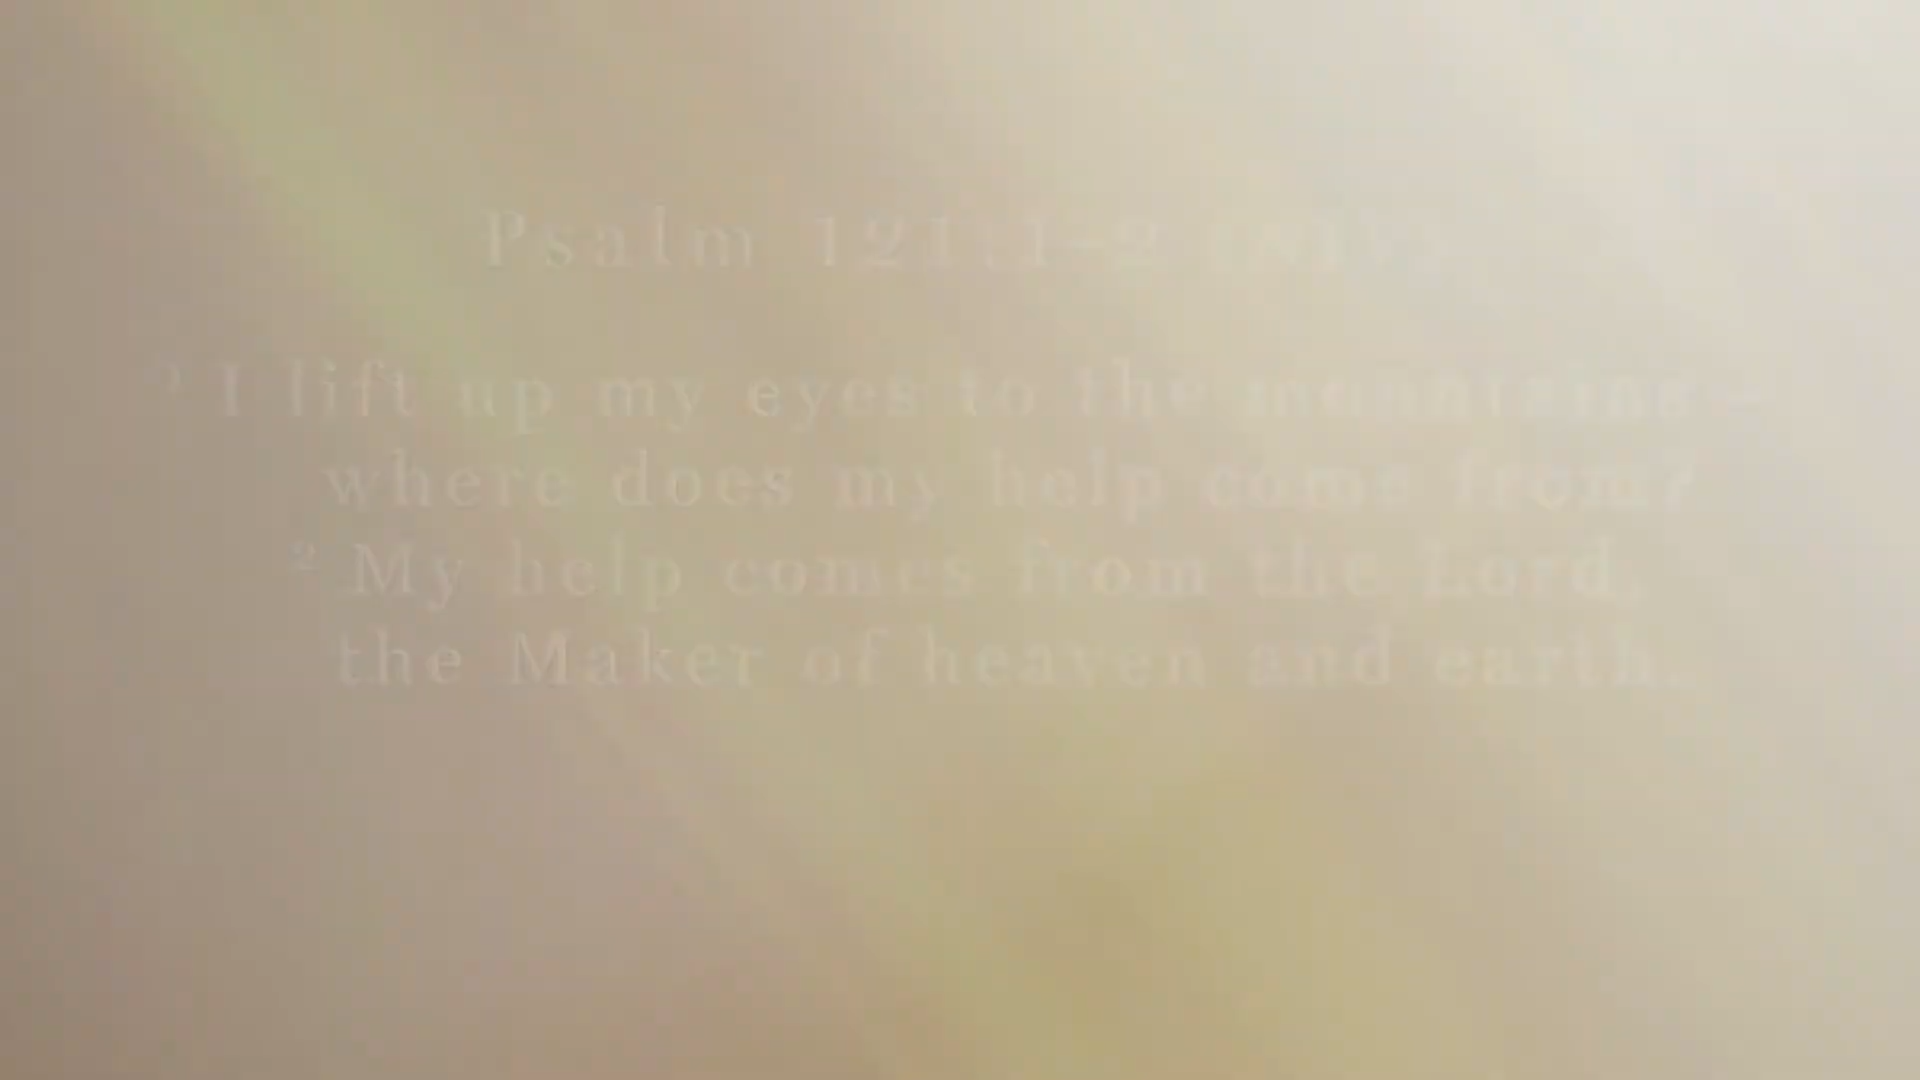 Psalm 121:1-2 (NIV)
1 I lift up my eyes to the mountains—
where does my help come from?
2 My help comes from the Lord,
the Maker of heaven and earth.